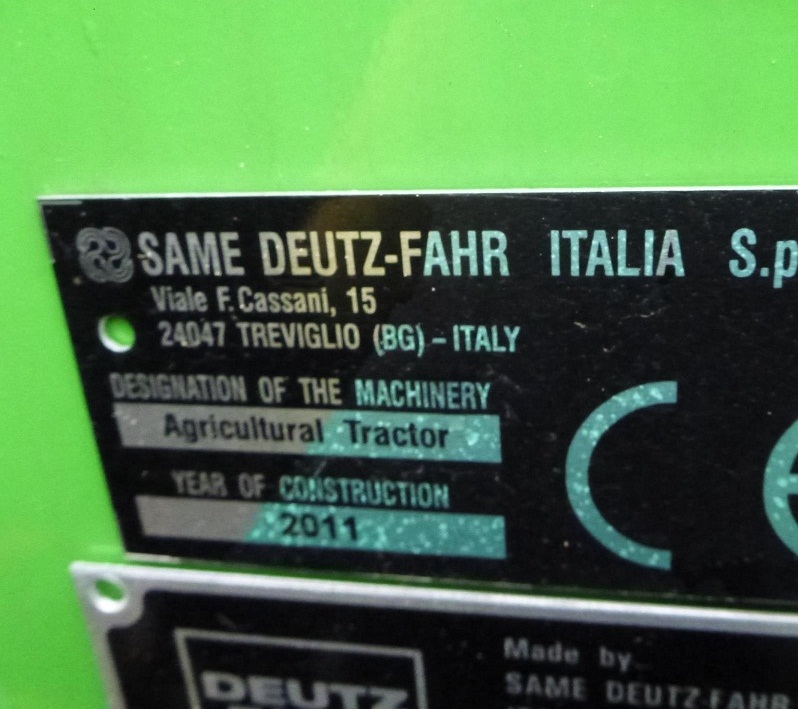 SAME DEUTZ-FAHR ITALIA S.p
Viale F. Cassani, 15
24047 TREVIGLIO (BG) - ITALY
DESIGNATION OF THE MACHINERY
Agricultural Tractor
YEAR OF CONSTRUCTION
2011
CE
DEUTZ
Made by
SAME DEUTZ-FAHR